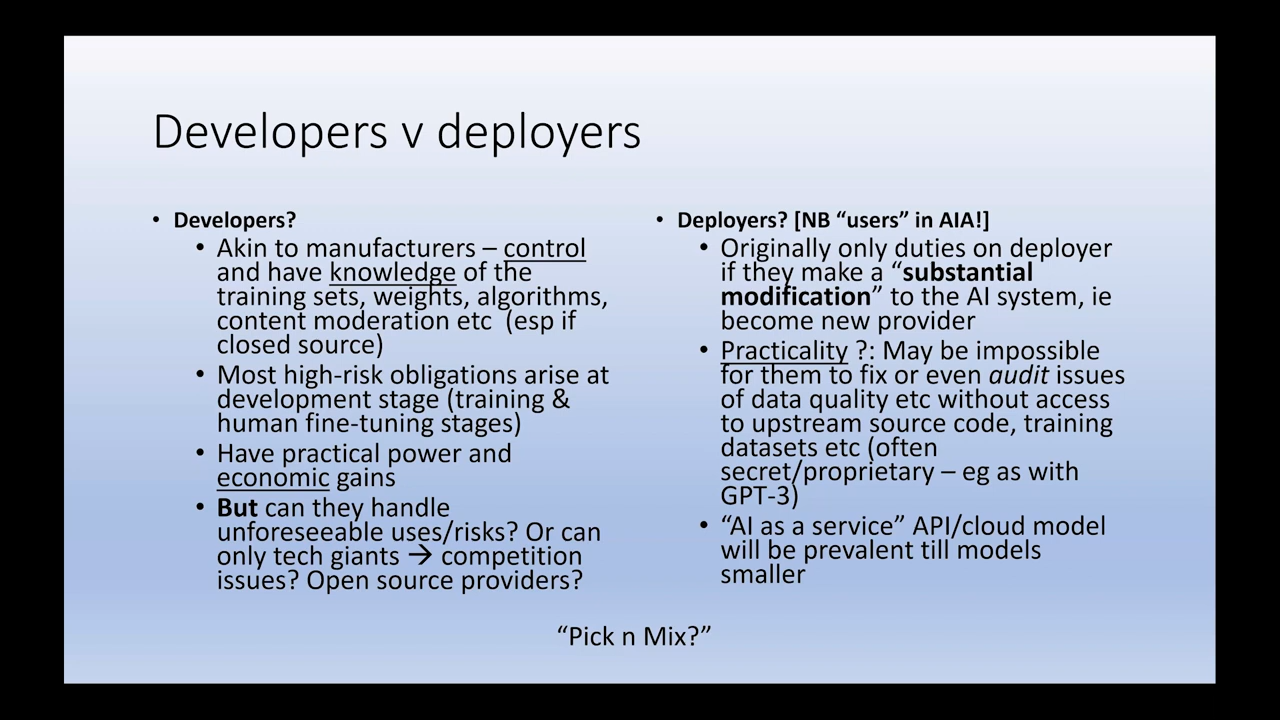 Developers v deployers
• Developers?
• Akin to manufacturers – control
and have knowledge of the
training sets, weights, algorithms,
content moderation etc  (esp if
closed source)
• Most high-risk obligations arise at
development stage (training &
human fine-tuning stages)
• Have practical power and
economic gains
• But can they handle
unforeseeable uses/risks? Or can
only tech giants → competition
issues? Open source providers?
• Deployers? [NB “users” in AIA!]
• Originally only duties on deployer
if they make a “substantial
modification” to the AI system, ie
become new provider
• Practicality ?: May be impossible
for them to fix or even audit issues
of data quality etc without access
to upstream source code, training
datasets etc (often
secret/proprietary – eg as with
GPT-3)
• “AI as a service” API/cloud model
will be prevalent till models
smaller
“Pick n Mix?”